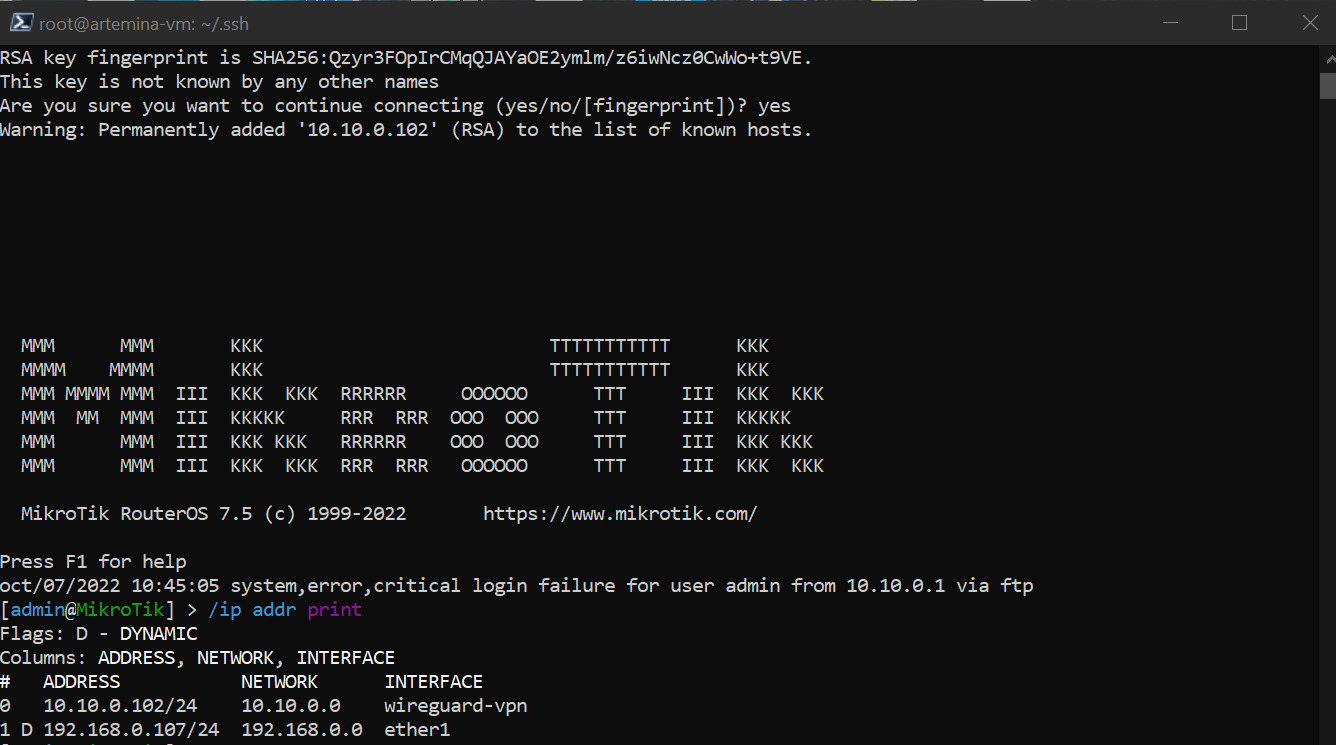 root@artemina-vm: ~/.ssh
RSA key fingerprint is SHA256:Qzyr3FOpIrCMqQJAYaOE2ymlm/z6iwNcz0CwWo+t9VE.
This key is not known by any other names
Are you sure you want to continue connecting (yes/no/[fingerprint])? yes
Warning: Permanently added '10.10.0.102' (RSA) to the list of known hosts.
  MMM      MMM       KKK                          TTTTTTTTTTT      KKK
  MMMM    MMMM       KKK                          TTTTTTTTTTT      KKK
  MMM MMMM MMM  III  KKK  KKK  RRRRRR     OOOOOO      TTT     III  KKK  KKK
  MMM  MM  MMM  III  KKKKK     RRR  RRR  OOO  OOO     TTT     III  KKKKK
  MMM      MMM  III  KKK KKK   RRRRRR    OOO  OOO     TTT     III  KKK KKK
  MMM      MMM  III  KKK  KKK  RRR  RRR   OOOOOO      TTT     III  KKK  KKK
  MikroTik RouterOS 7.5 (c) 1999-2022       https://www.mikrotik.com/
Press F1 for help
oct/07/2022 10:45:05 system,error,critical login failure for user admin from 10.10.0.1 via ftp
[admin@MikroTik] > /ip addr print
Flags: D - DYNAMIC
Columns: ADDRESS, NETWORK, INTERFACE
#   ADDRESS           NETWORK      INTERFACE
0   10.10.0.102/24    10.10.0.0    wireguard-vpn
1 D 192.168.0.107/24  192.168.0.0  ether1